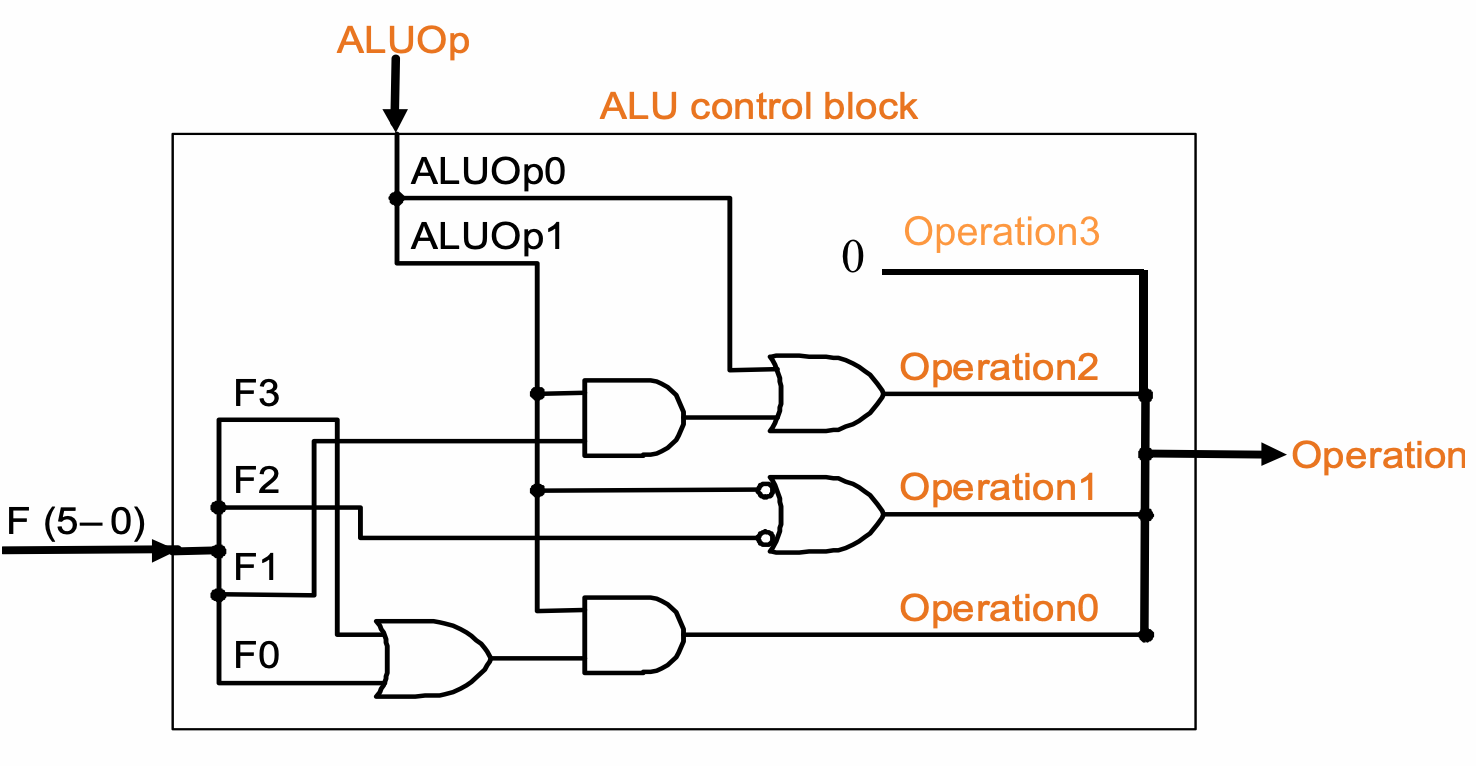 ALUOp
ALU control block
ALUOp0
ALUOp1
Operation3
0
Operation2
F3
Operation
F2
Operation1
F (5–0)
F1
Operation0
F0